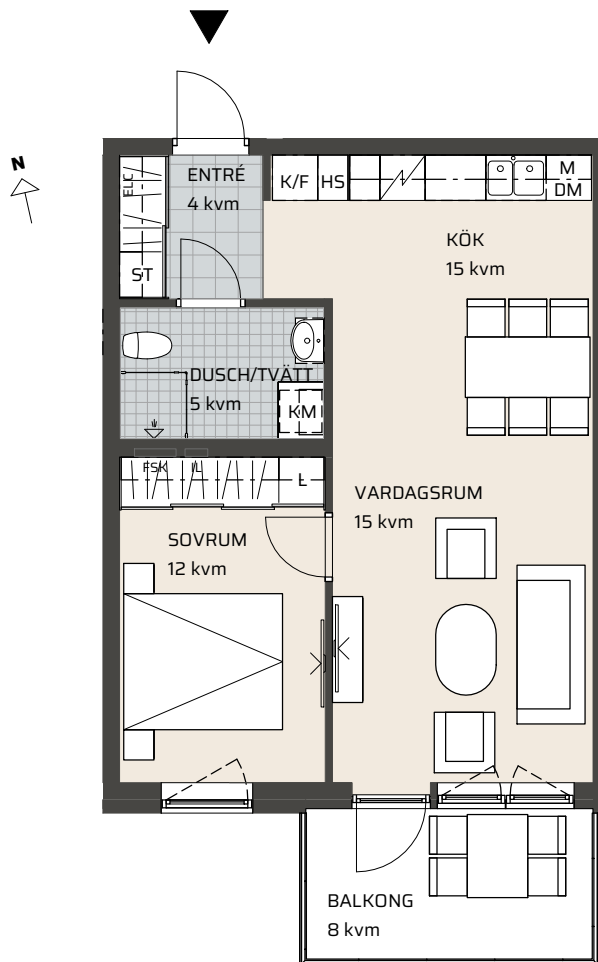 N
ELC
ENTRÉ
4 kvm
ST
K/F
HS
M
DM
KÖK
15 kvm
DUSCH/TVÄTT
5 kvm
KM
FSK
IL
L
VARDAGSRUM
15 kvm
SOVRUM
12 kvm
BALKONG
8 kvm